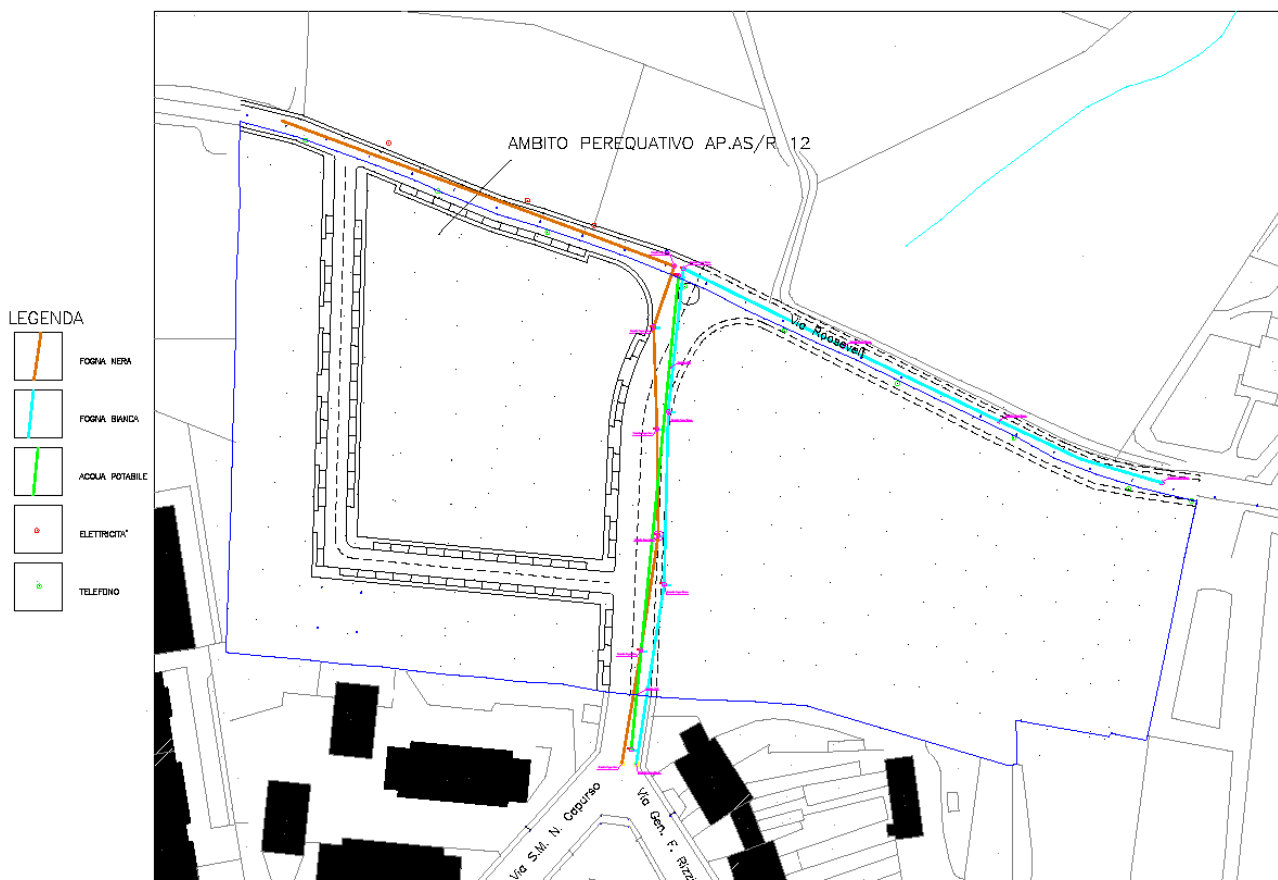 AMBITO PEREQUATIVO AP.AS/R 12
Via Roosevelt
LEGENDA
FOGNA NERA
FOGNA BIANCA
ACQUA POTABILE
ELETTRICITA'
TELEFONO
Via S.M. N. Capurso
Via Gen. F. Rizzi